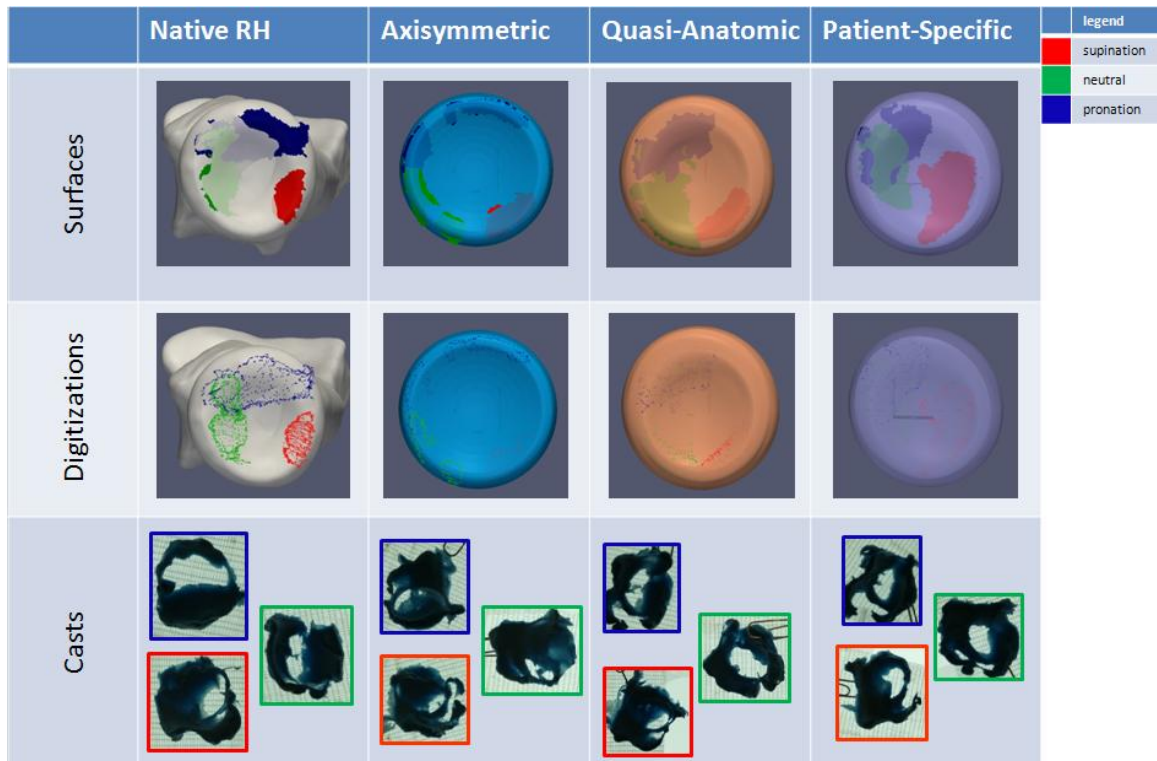 Native RH Axisymmetric Quasi-Anatomic Patient-Specific
legend
supination
neutral
pronation
Surfaces
Digitizations
Casts